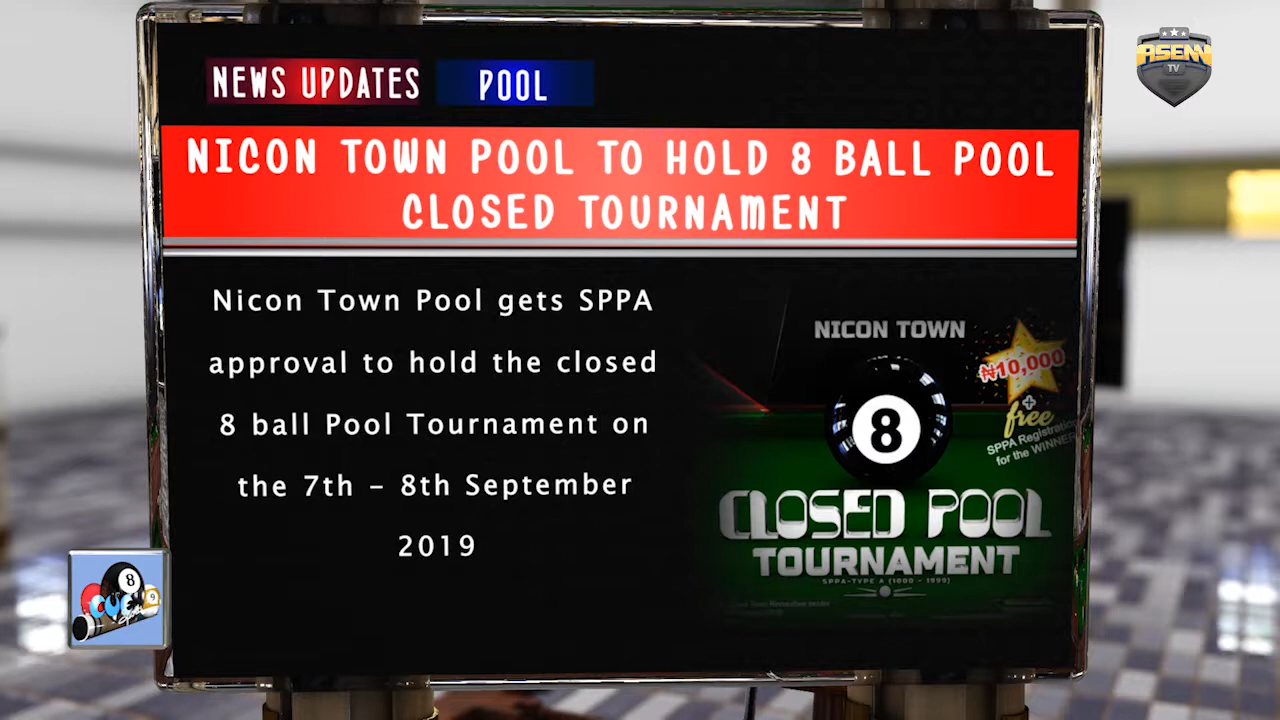 NEWS UPDATES
POOL
ASENN
TV
NICON TOWN POOL TO HOLD 8 BALL POOL
CLOSED TOURNAMENT
Nicon Town Pool gets SPPA
approval to hold the closed
8 ball Pool Tournament on
the 7th – 8th September
2019
NICON TOWN
₦10,000
+
free
SPPA Registration
for the WINNER
8
CLOSED POOL
TOURNAMENT
SPPA-TYPE A (1000 - 1999)
8
9
CUE